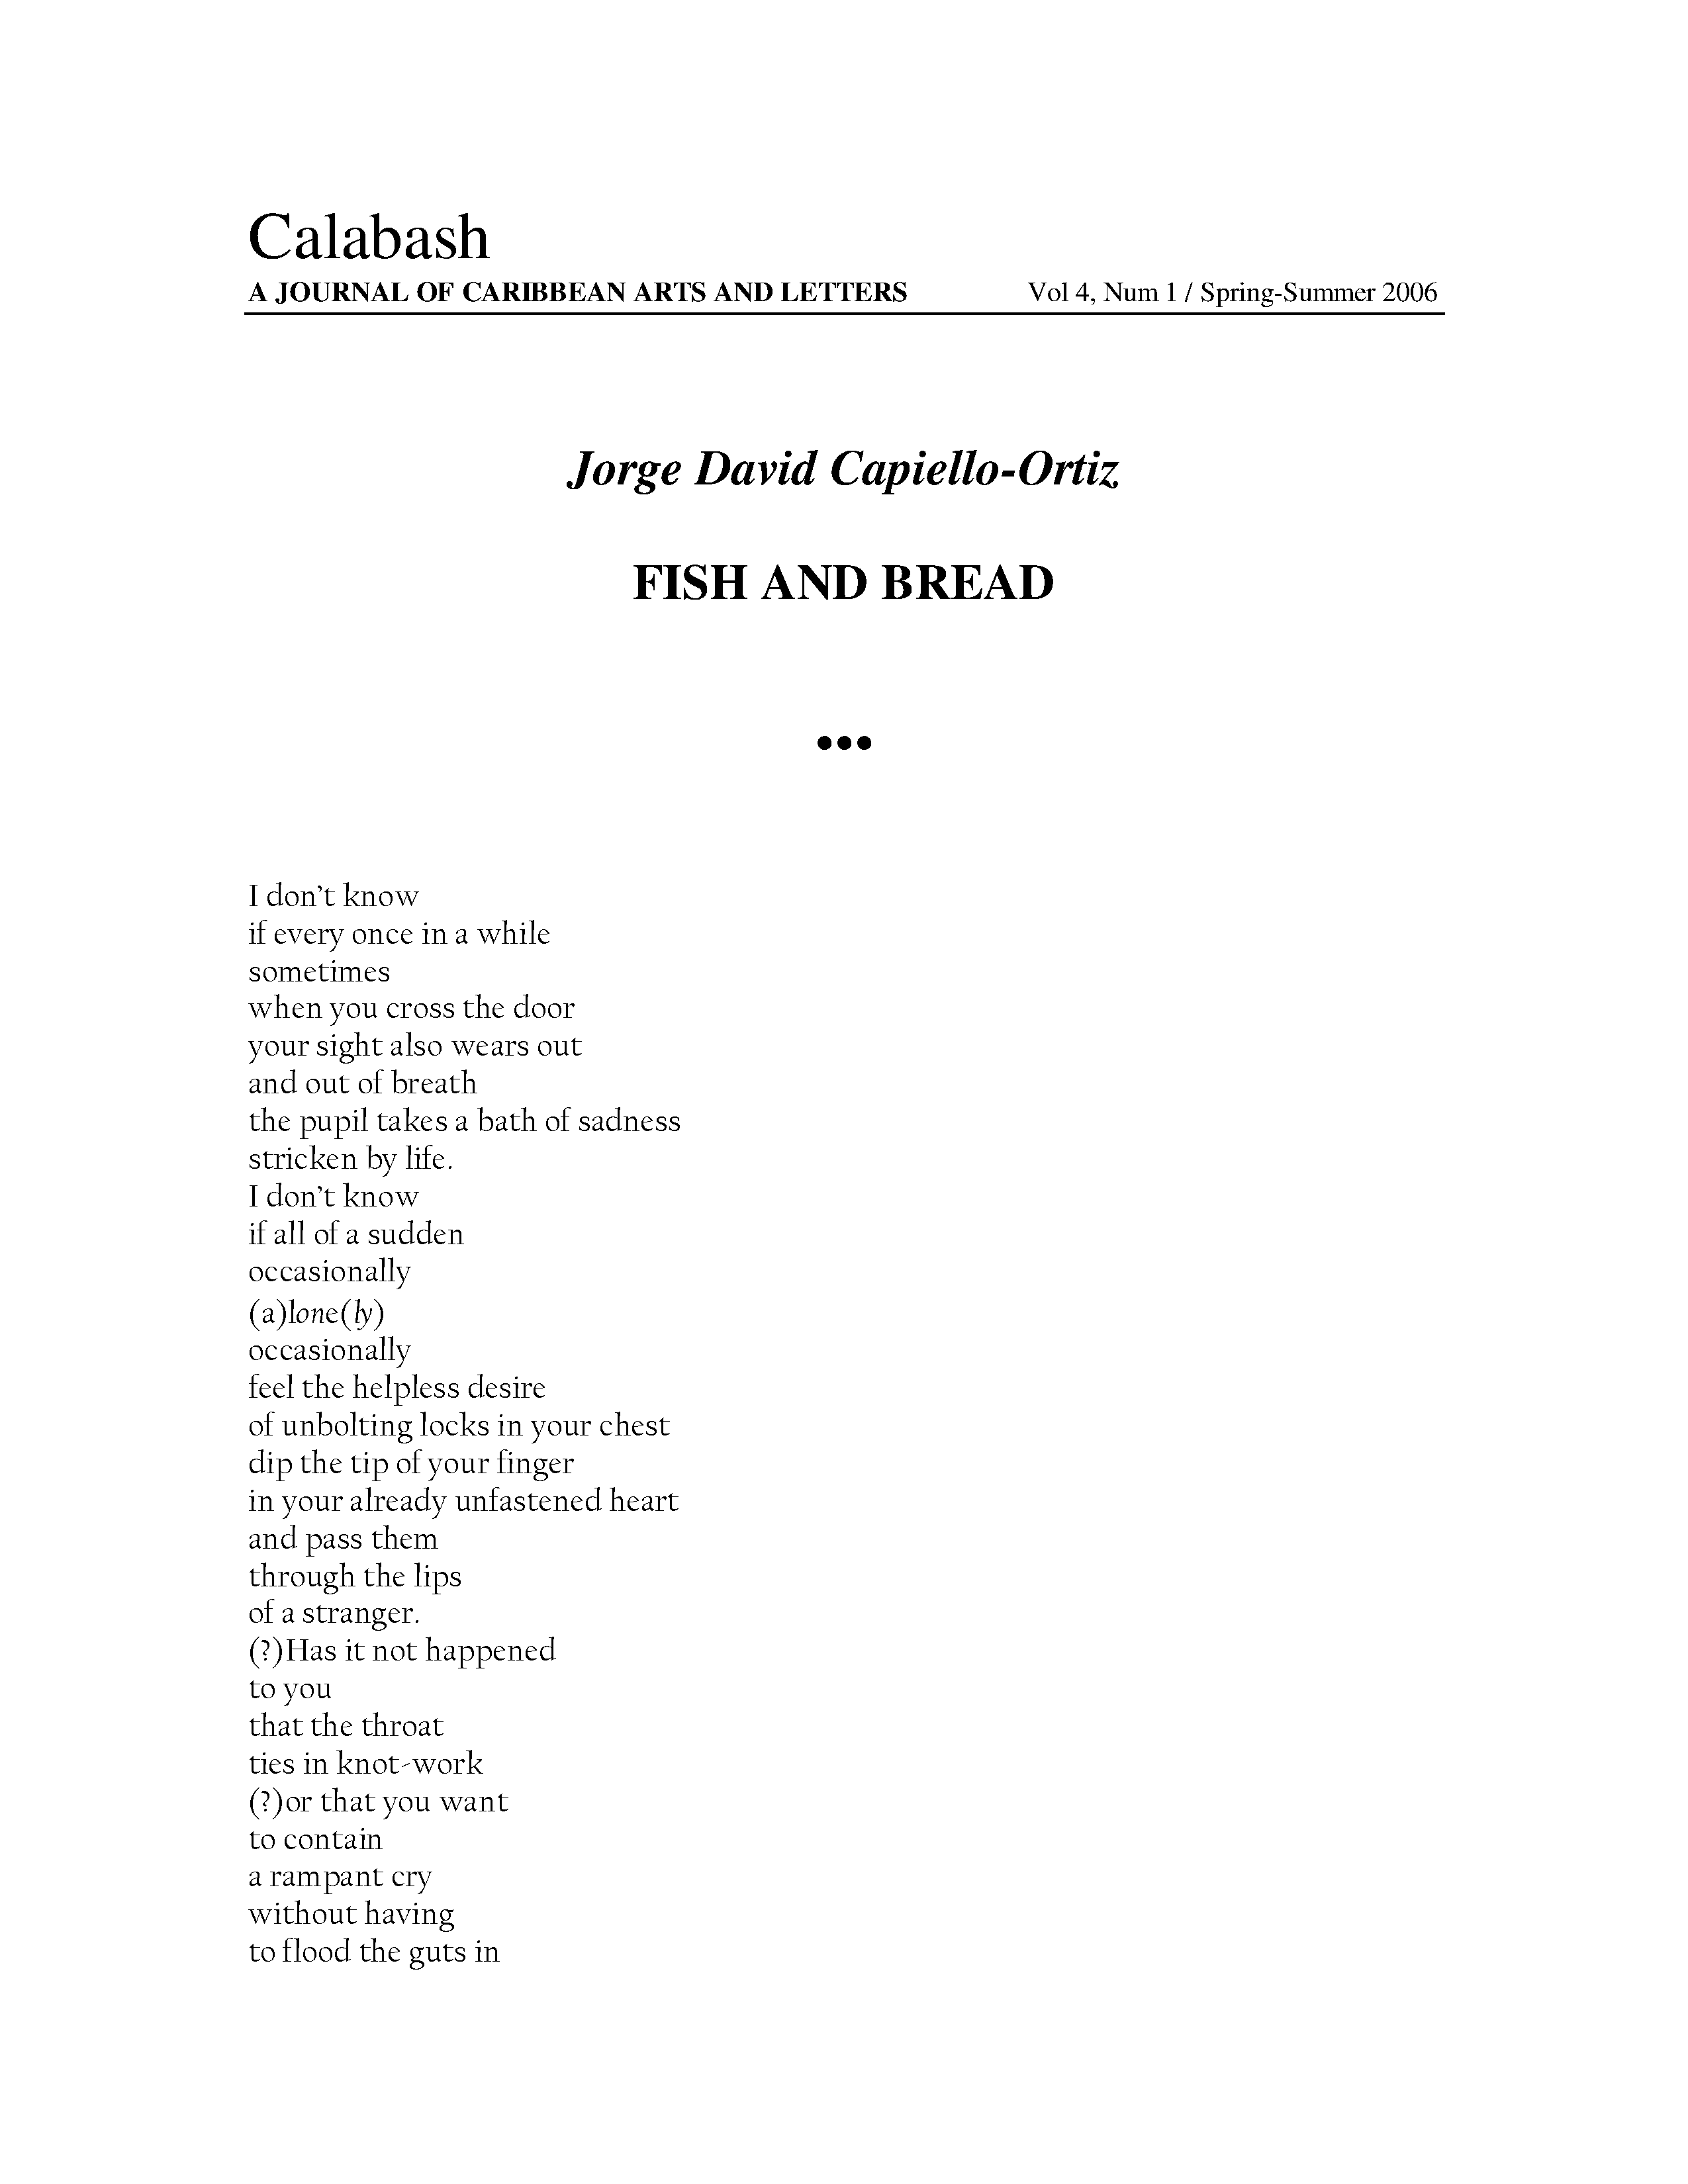 Calabash
A JOURNAL OF CARIBBEAN ARTS AND LETTERS Vol 4, Num 1 / Spring-Summer 2006
Jorge David Capiello-Ortiz
FISH AND BREAD
•••
I don’t know
if every once in a while
sometimes
when you cross the door
your sight also wears out
and out of breath
the pupil takes a bath of sadness
stricken by life.
I don’t know
if all of a sudden
occasionally
(a)lone(ly)
occasionally
feel the helpless desire
of unbolting locks in your chest
dip the tip of your finger
in your already unfastened heart
and pass them
through the lips
of a stranger.
(?)Has it not happened
to you
that the throat
ties in knot-work
(?)or that you want
to contain
a rampant cry
without having
to flood the guts in